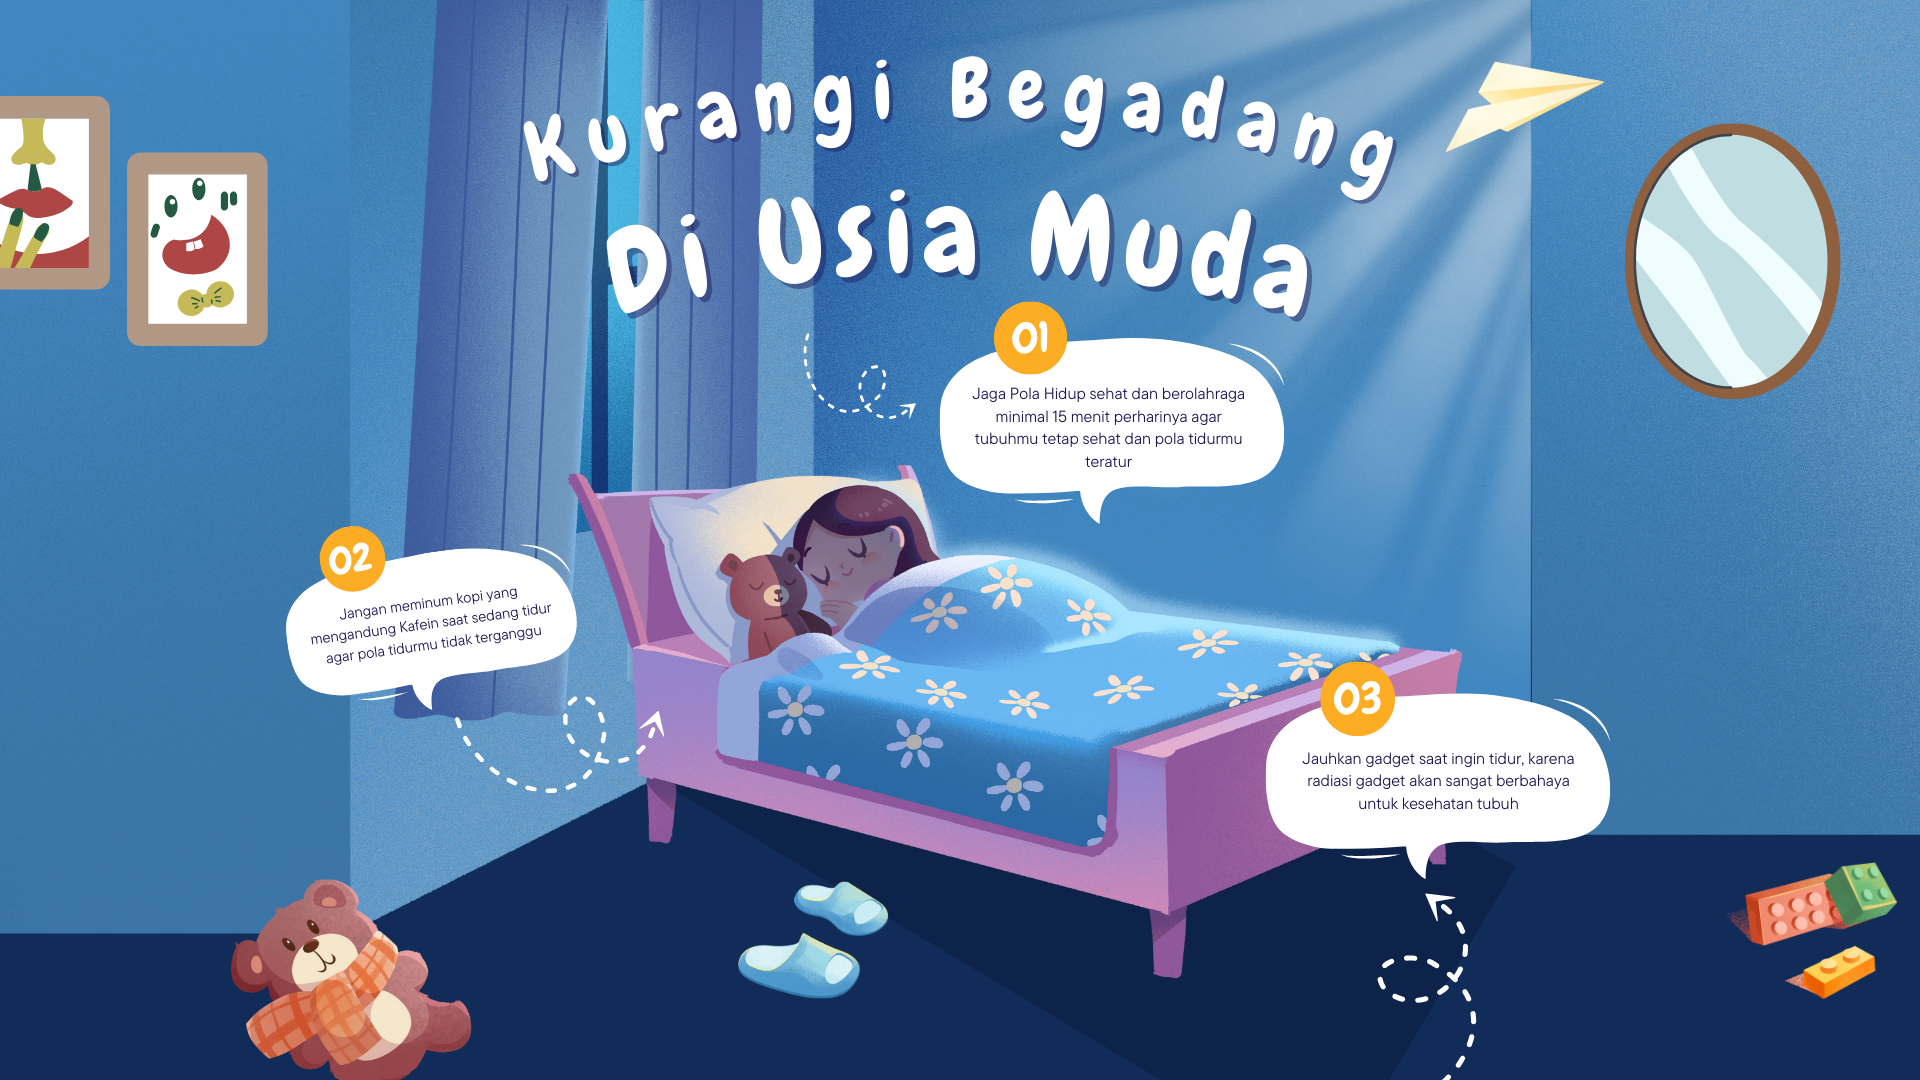 Kurangi Begadang
Di Usia Muda
01
Jaga Pola Hidup sehat dan berolahraga
minimal 15 menit perharinya agar
tubuhmu tetap sehat dan pola tidurmu
teratur
02
Jangan meminum kopi yang
mengandung Kafein saat sedang tidur
agar pola tidurmu tidak terganggu
03
Jauhkan gadget saat ingin tidur, karena
radiasi gadget akan sangat berbahaya
untuk kesehatan tubuh